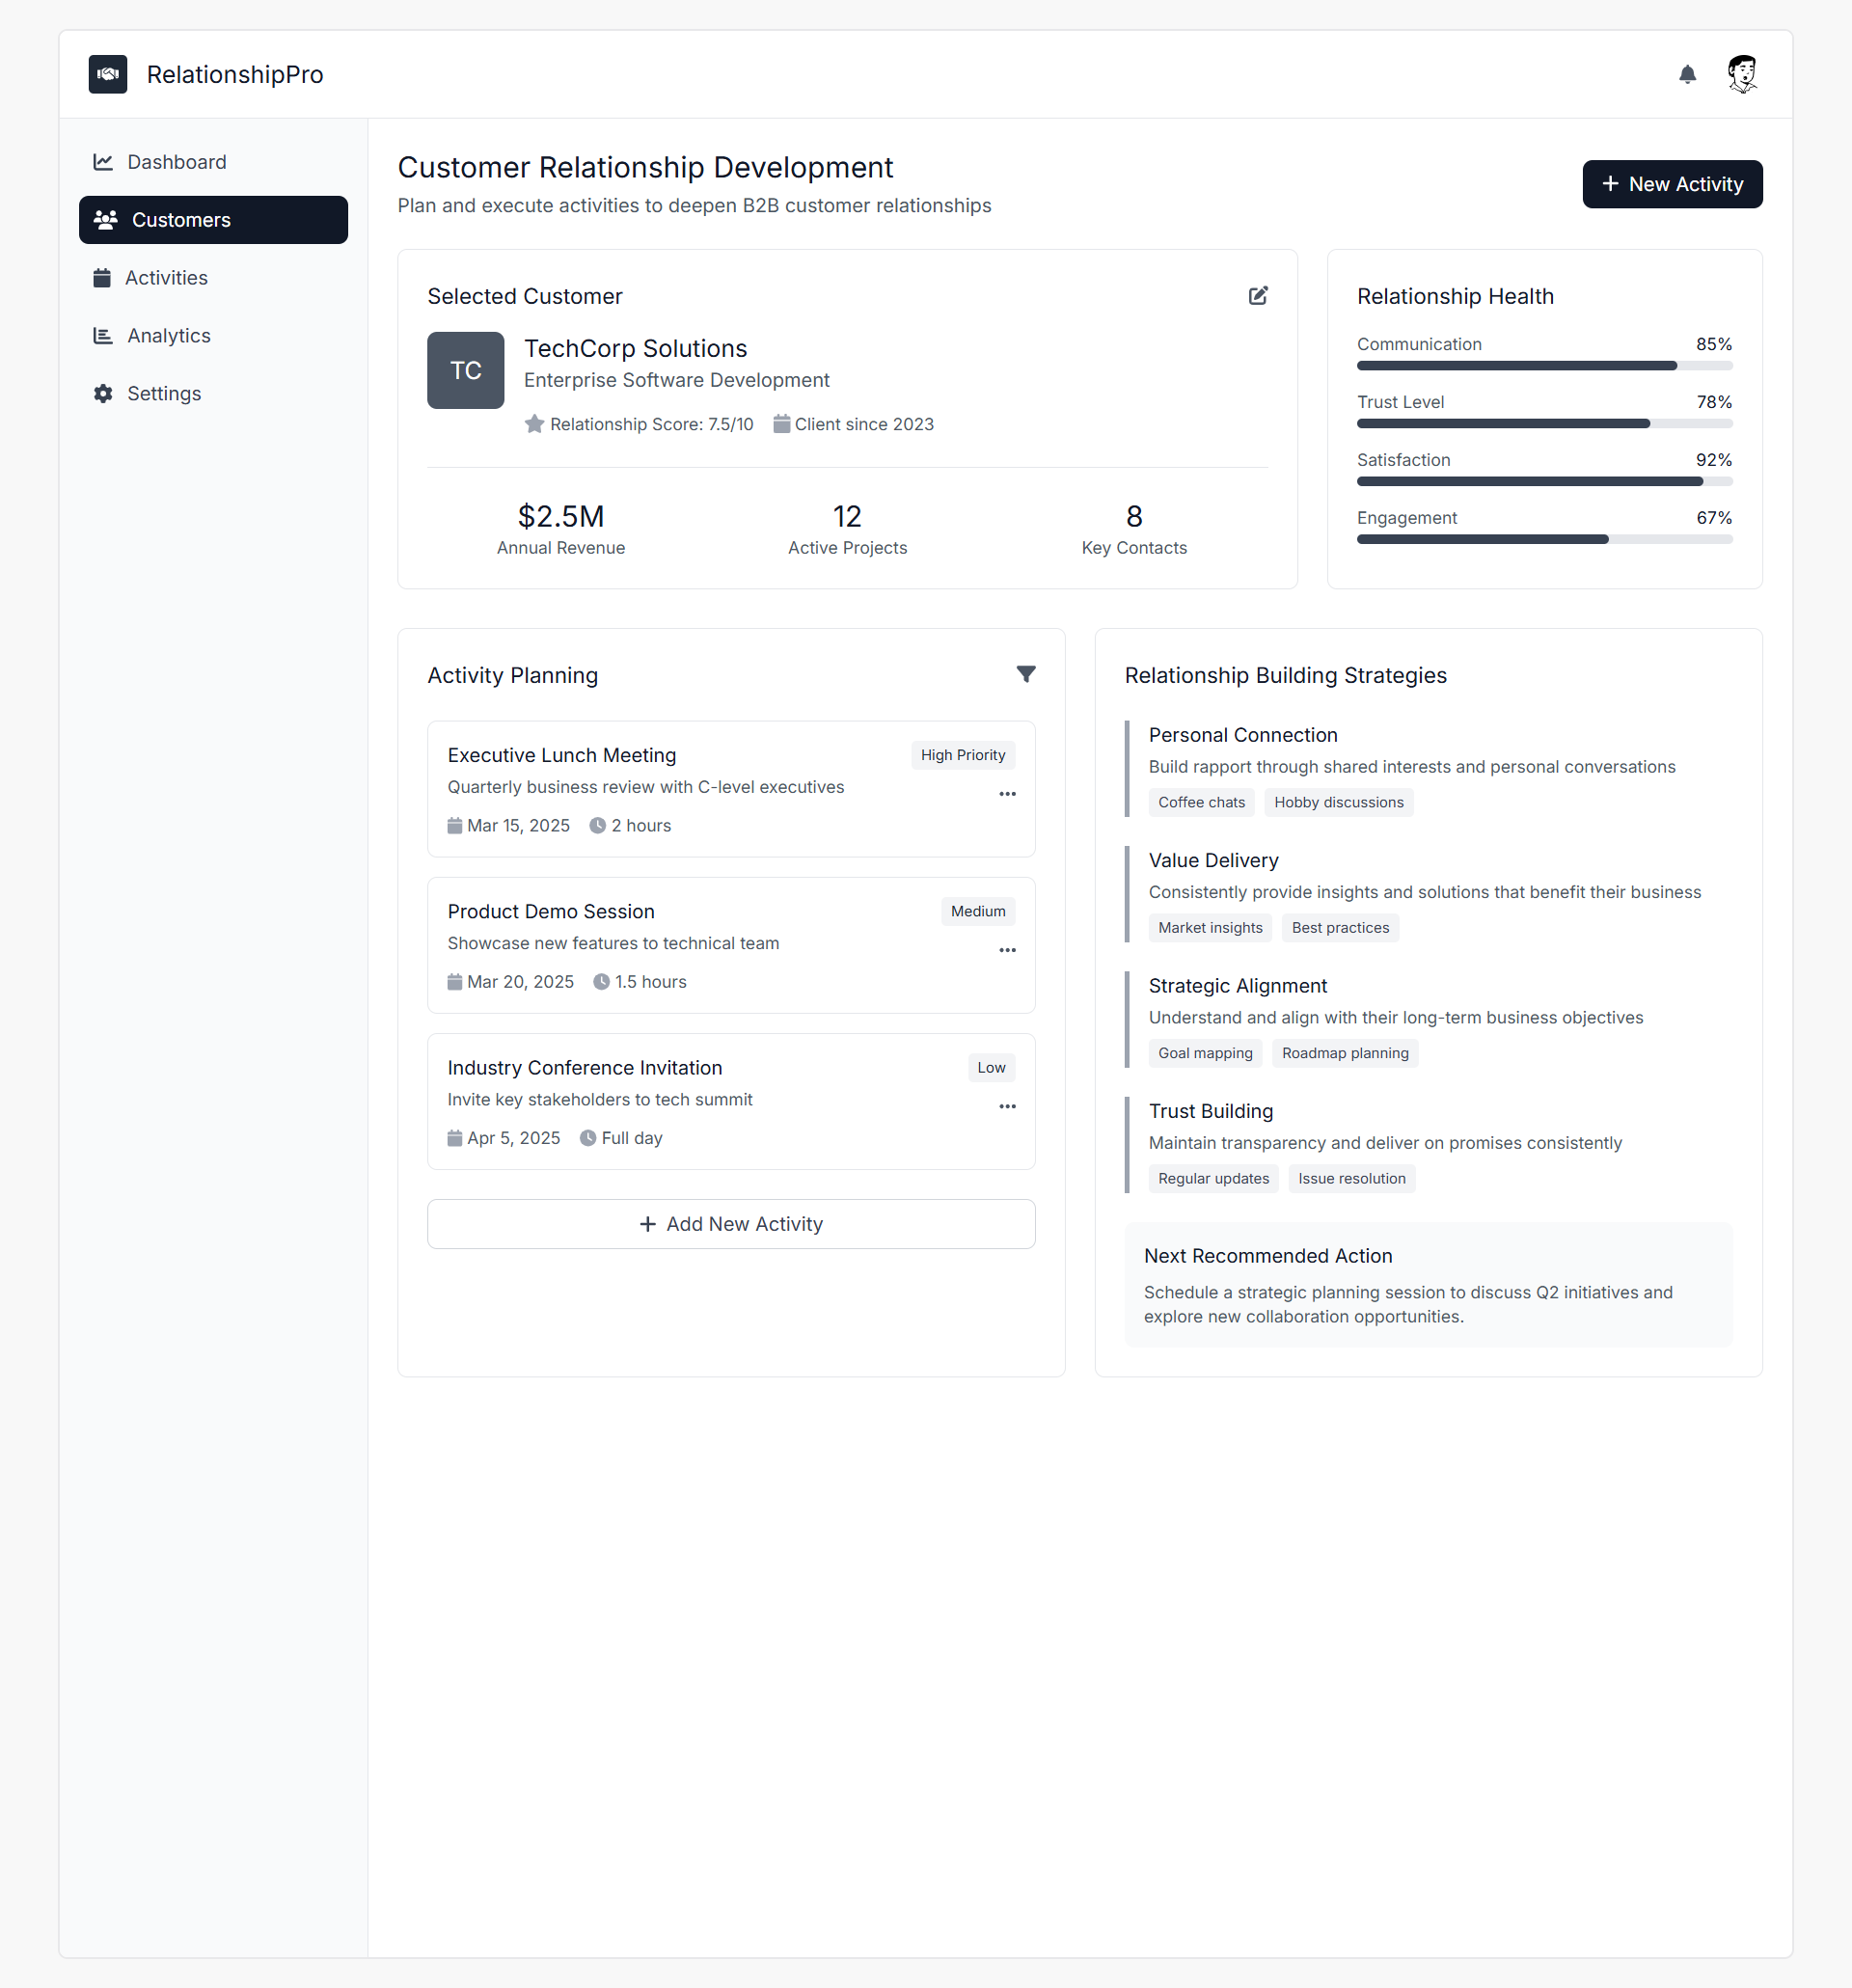 RelationshipPro
Dashboard
Customers
Activities
Analytics
Settings
Customer Relationship Development
Plan and execute activities to deepen B2B customer relationships
New Activity
Selected Customer
TC
TechCorp Solutions
Enterprise Software Development
Relationship Score: 7.5/10 Client since 2023
$2.5M
Annual Revenue
12
Active Projects
8
Key Contacts
Relationship Health
Communication 85%
Trust Level 78%
Satisfaction 92%
Engagement 67%
Activity Planning
Executive Lunch Meeting High Priority
Quarterly business review with C-level executives
Mar 15, 2025 2 hours
Product Demo Session Medium
Showcase new features to technical team
Mar 20, 2025 1.5 hours
Industry Conference Invitation Low
Invite key stakeholders to tech summit
Apr 5, 2025 Full day
Add New Activity
Relationship Building Strategies
Personal Connection
Build rapport through shared interests and personal conversations
Coffee chats Hobby discussions
Value Delivery
Consistently provide insights and solutions that benefit their business
Market insights Best practices
Strategic Alignment
Understand and align with their long-term business objectives
Goal mapping Roadmap planning
Trust Building
Maintain transparency and deliver on promises consistently
Regular updates Issue resolution
Next Recommended Action
Schedule a strategic planning session to discuss Q2 initiatives and
explore new collaboration opportunities.